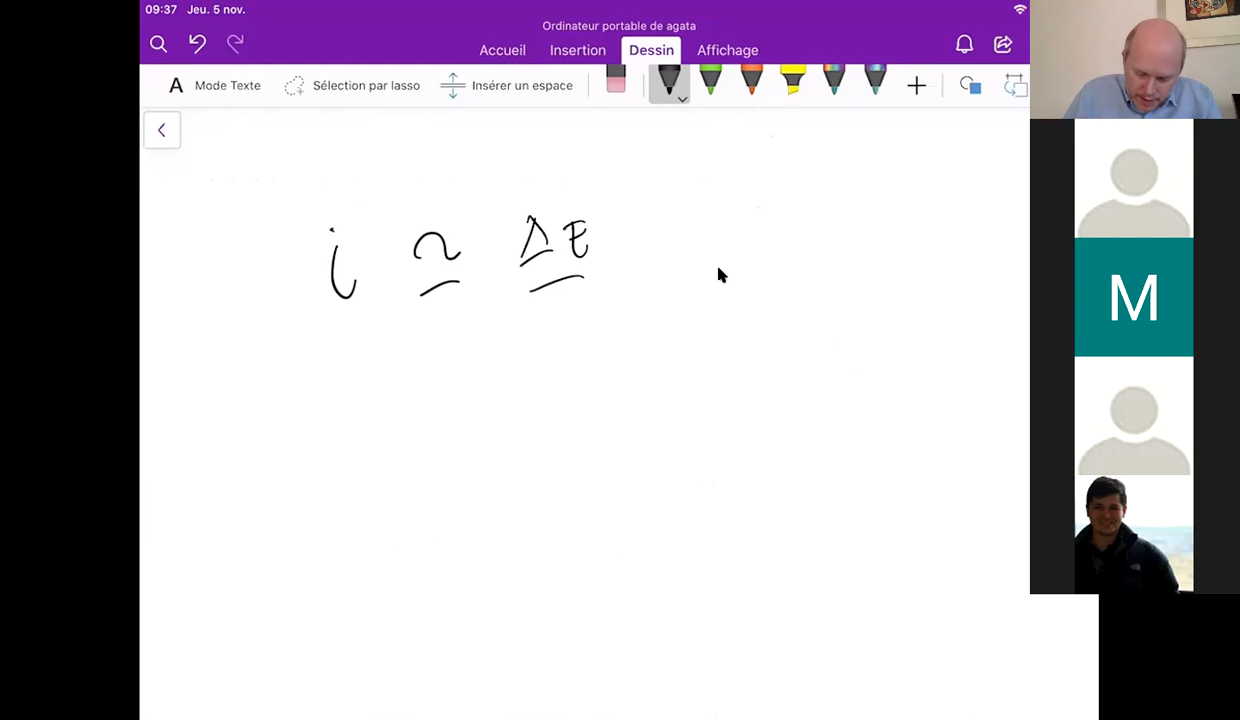 09:37 Jeu. 5 nov.
Ordinateur portable de agata
Accueil Insertion Dessin Affichage
A Mode Texte Sélection par lasso Insérer un espace
i ≃ ΔE
M